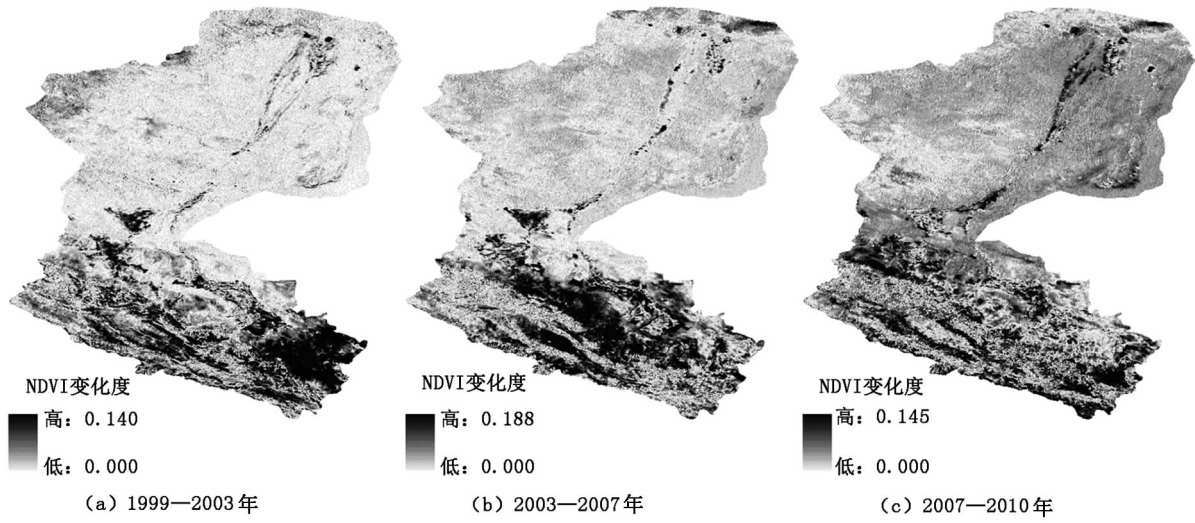 NDVI变化度
高: 0.140
低: 0.000
(a) 1999—2003年
NDVI变化度
高: 0.188
低: 0.000
(b) 2003—2007年
NDVI变化度
高: 0.145
低: 0.000
(c) 2007—2010年